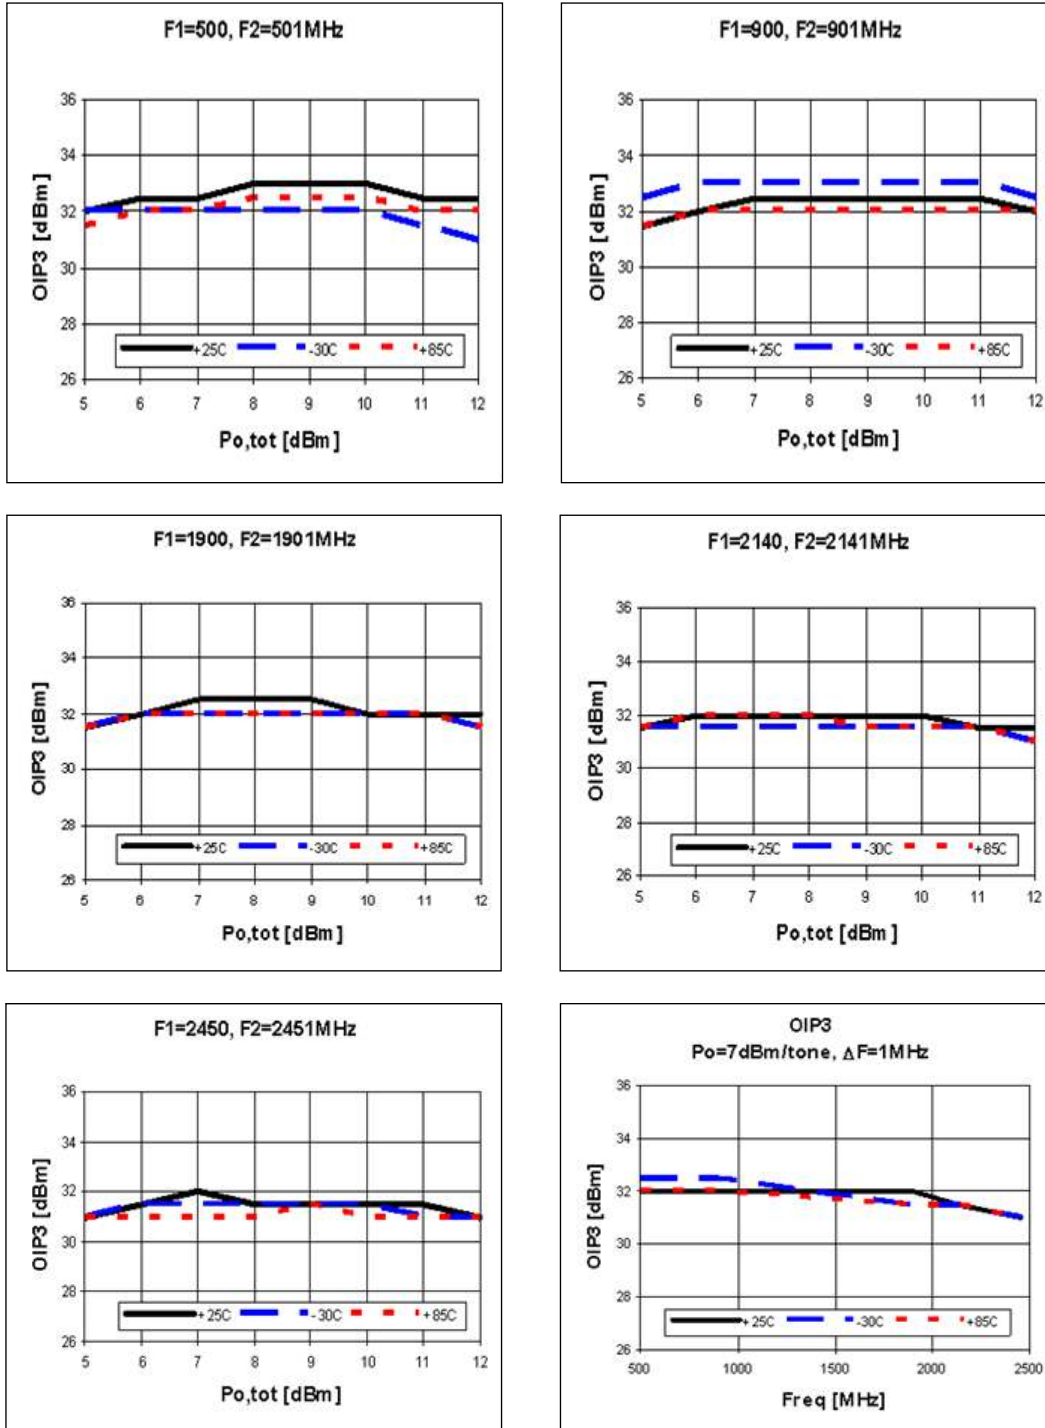 F1=500, F2=501MHz
OIP3 [dBm]
36
34
32
30
28
26
+25C -30C +85C
5 6 7 8 9 10 11 12
Po,tot [dBm]
F1=900, F2=901MHz
OIP3 [dBm]
36
34
32
30
28
26
+25C -30C +85C
5 6 7 8 9 10 11 12
Po,tot [dBm]
F1=1900, F2=1901MHz
OIP3 [dBm]
36
34
32
30
28
26
+25C -30C +85C
5 6 7 8 9 10 11 12
Po,tot [dBm]
F1=2140, F2=2141MHz
OIP3 [dBm]
36
34
32
30
28
26
+25C -30C +85C
5 6 7 8 9 10 11 12
Po,tot [dBm]
F1=2450, F2=2451MHz
OIP3 [dBm]
36
34
32
30
28
26
+25C -30C +85C
5 6 7 8 9 10 11 12
Po,tot [dBm]
OIP3
Po=7dBm/tone, ΔF=1MHz
OIP3 [dBm]
36
34
32
30
28
26
+25C -30C +85C
500 1000 1500 2000 2500
Freq [MHz]